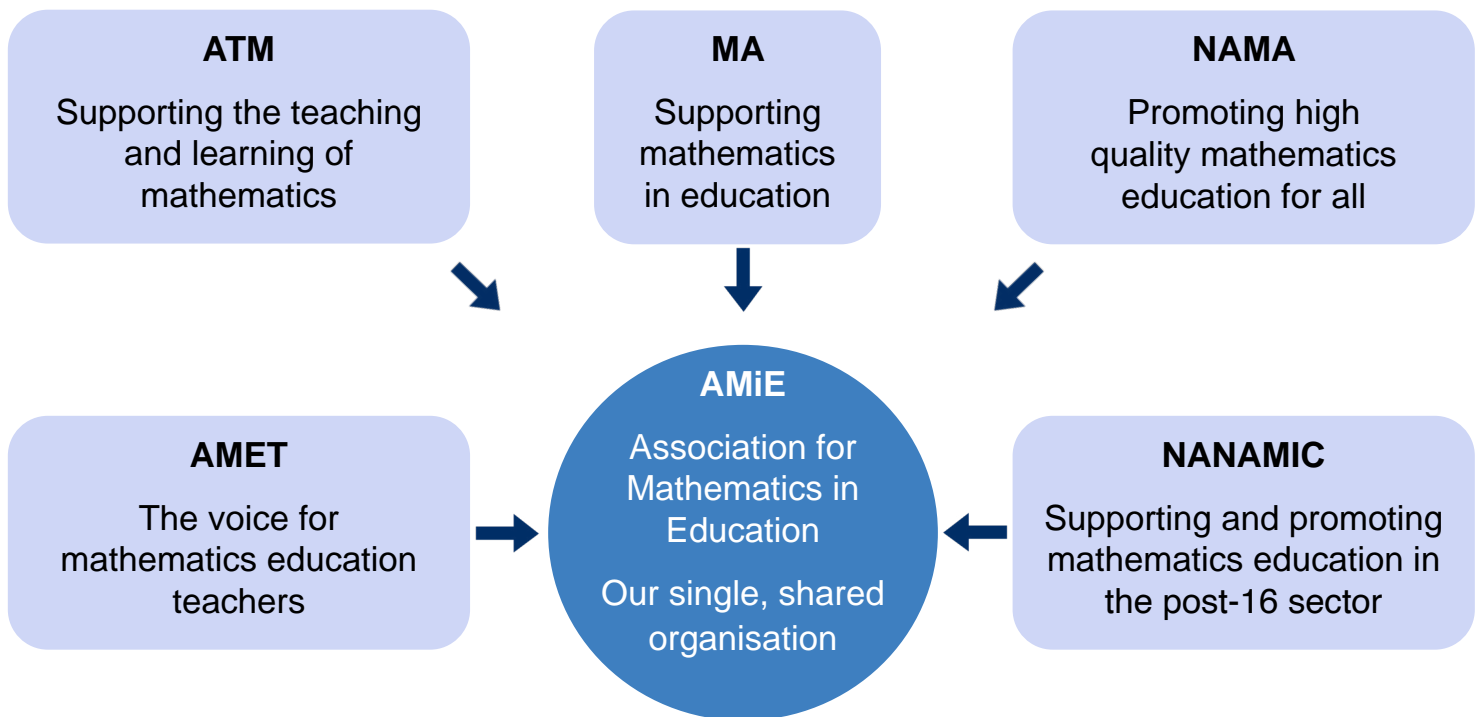 ATM
Supporting the teaching
and learning of
mathematics
MA
Supporting
mathematics
in education
NAMA
Promoting high
quality mathematics
education for all
AMET
The voice for
mathematics education
teachers
AMiE
Association for
Mathematics in
Education
Our single, shared
organisation
NANAMIC
Supporting and promoting
mathematics education in
the post-16 sector